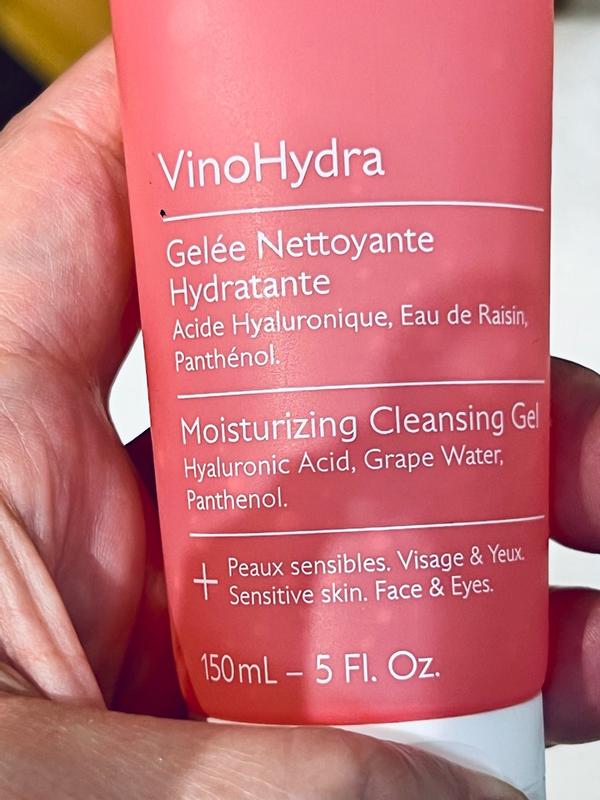 VinoHydra
Gelée Nettoyante
Hydratante
Acide Hyaluronique, Eau de Raisin,
Panthénol.
Moisturizing Cleansing Gel
Hyaluronic Acid, Grape Water,
Panthenol.
+ Peaux sensibles. Visage & Yeux.
Sensitive skin. Face & Eyes.
150mL – 5 Fl. Oz.